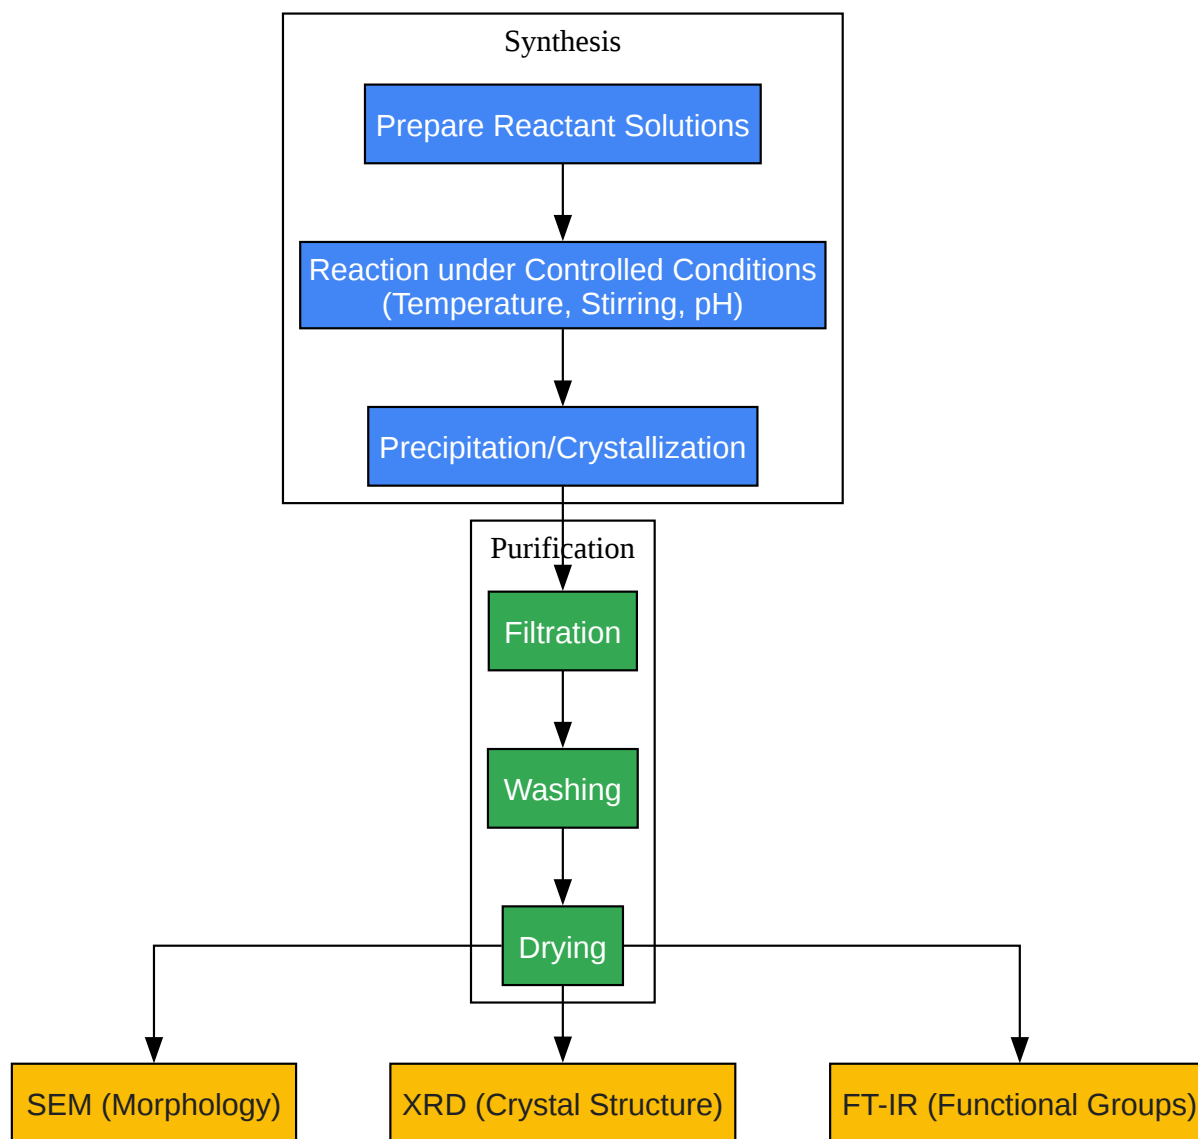 Synthesis
Prepare Reactant Solutions
Reaction under Controlled Conditions
(Temperature, Stirring, pH)
Precipitation/Crystallization
Purification
Filtration
Washing
Drying
SEM (Morphology)
XRD (Crystal Structure)
FT-IR (Functional Groups)